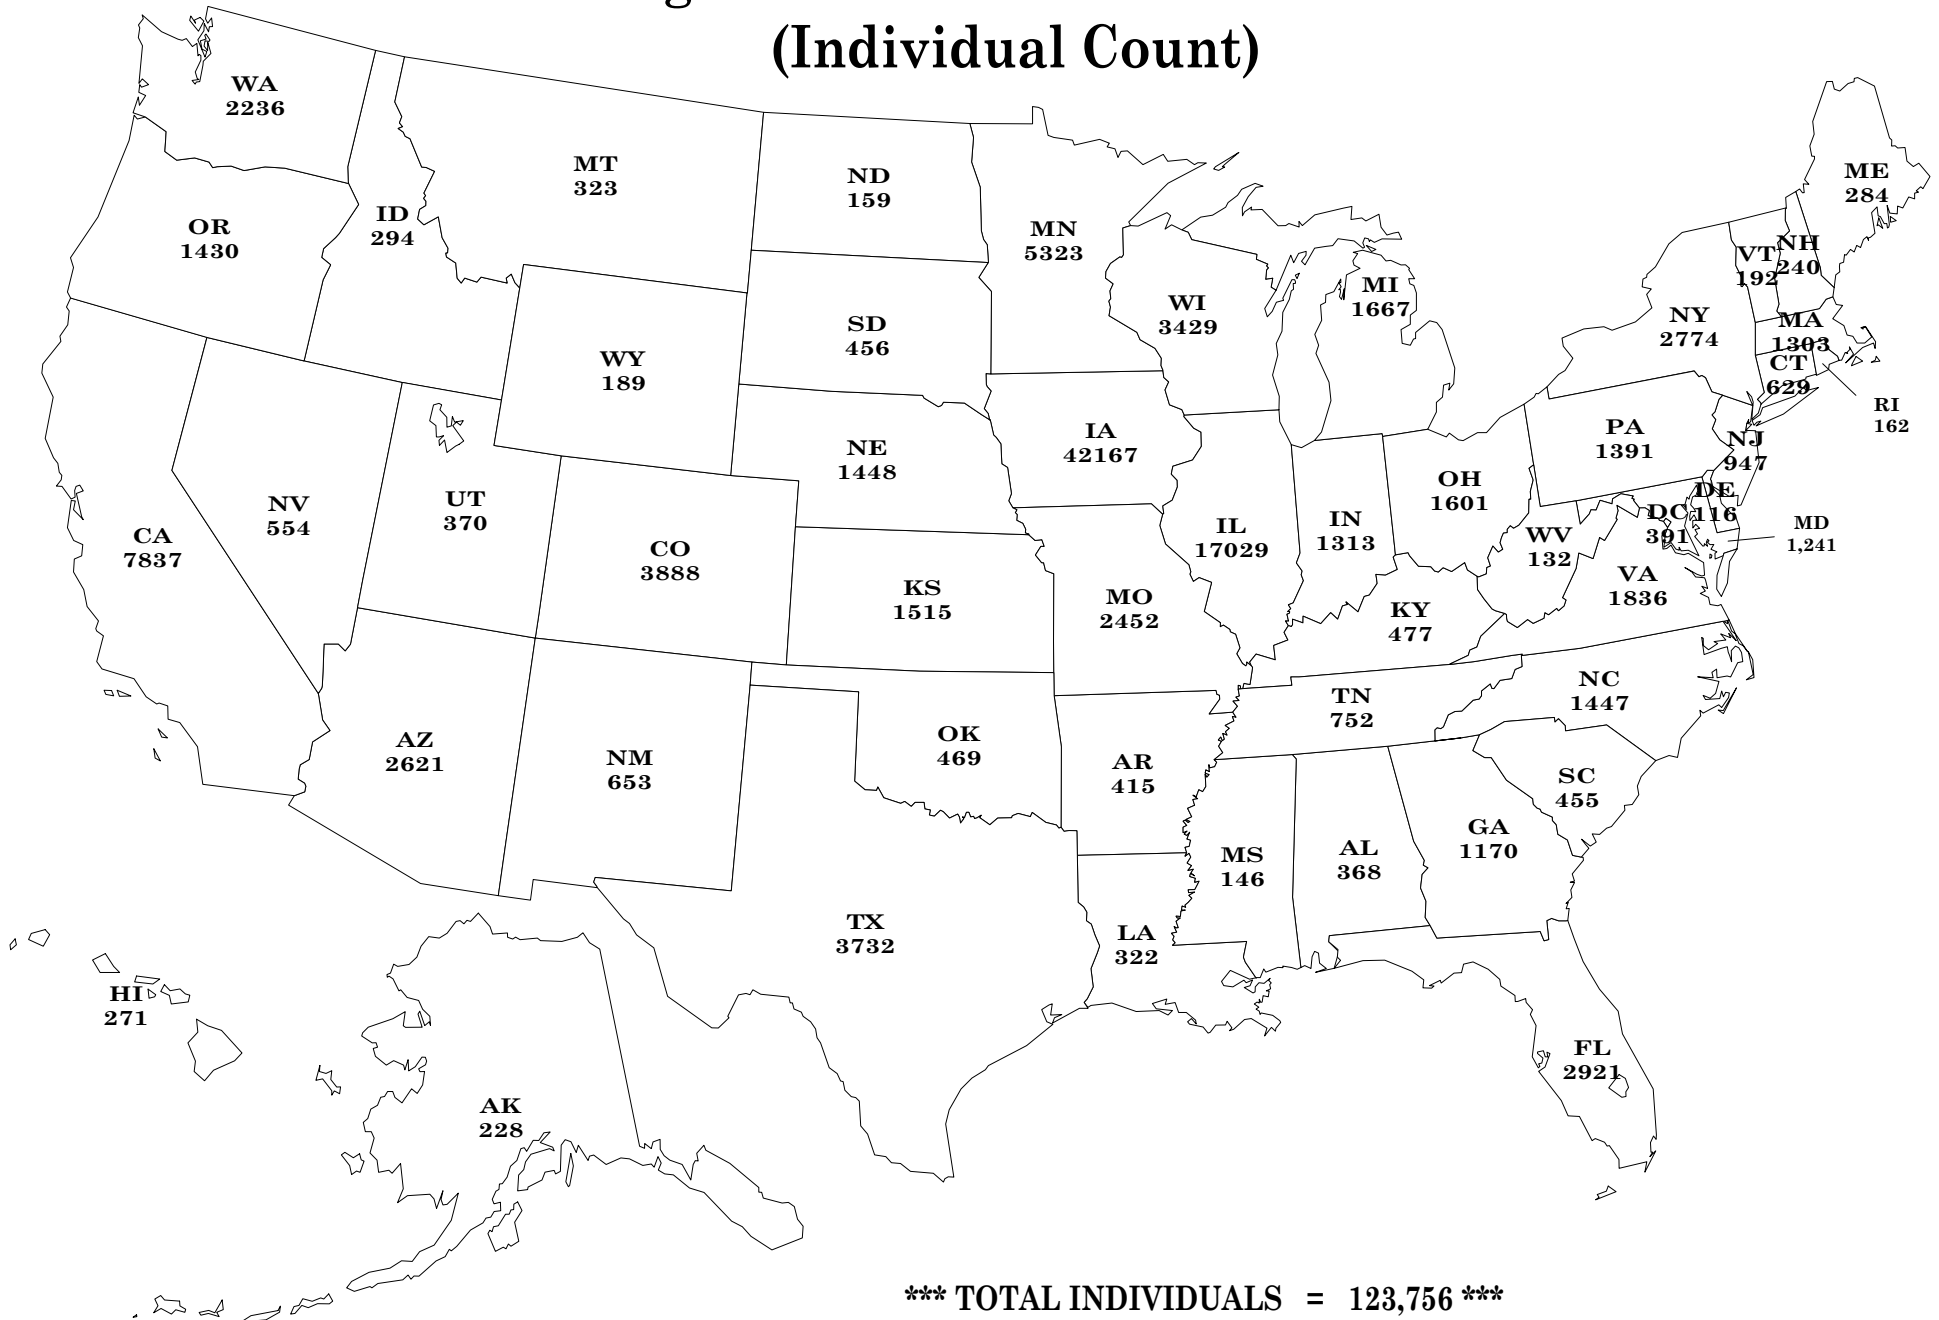 (Individual Count)
WA
2236
MT
323
ND
159
ME
284
ID
294
OR
1430
MN
5323
VT
192
NH
240
MI
1667
WI
3429
SD
456
NY
2774
MA
1303
WY
189
CT
629
RI
162
IA
42167
PA
1391
NE
1448
NJ
947
OH
1601
UT
370
NV
554
CA
7837
CO
3888
IL
17029
IN
1313
WV
132
DC
391
DE
116
MD
1,241
KS
1515
MO
2452
KY
477
VA
1836
TN
752
NC
1447
AZ
2621
NM
653
OK
469
AR
415
SC
455
MS
146
AL
368
GA
1170
TX
3732
LA
322
HI
271
FL
2921
AK
228
*** TOTAL INDIVIDUALS = 123,756 ***